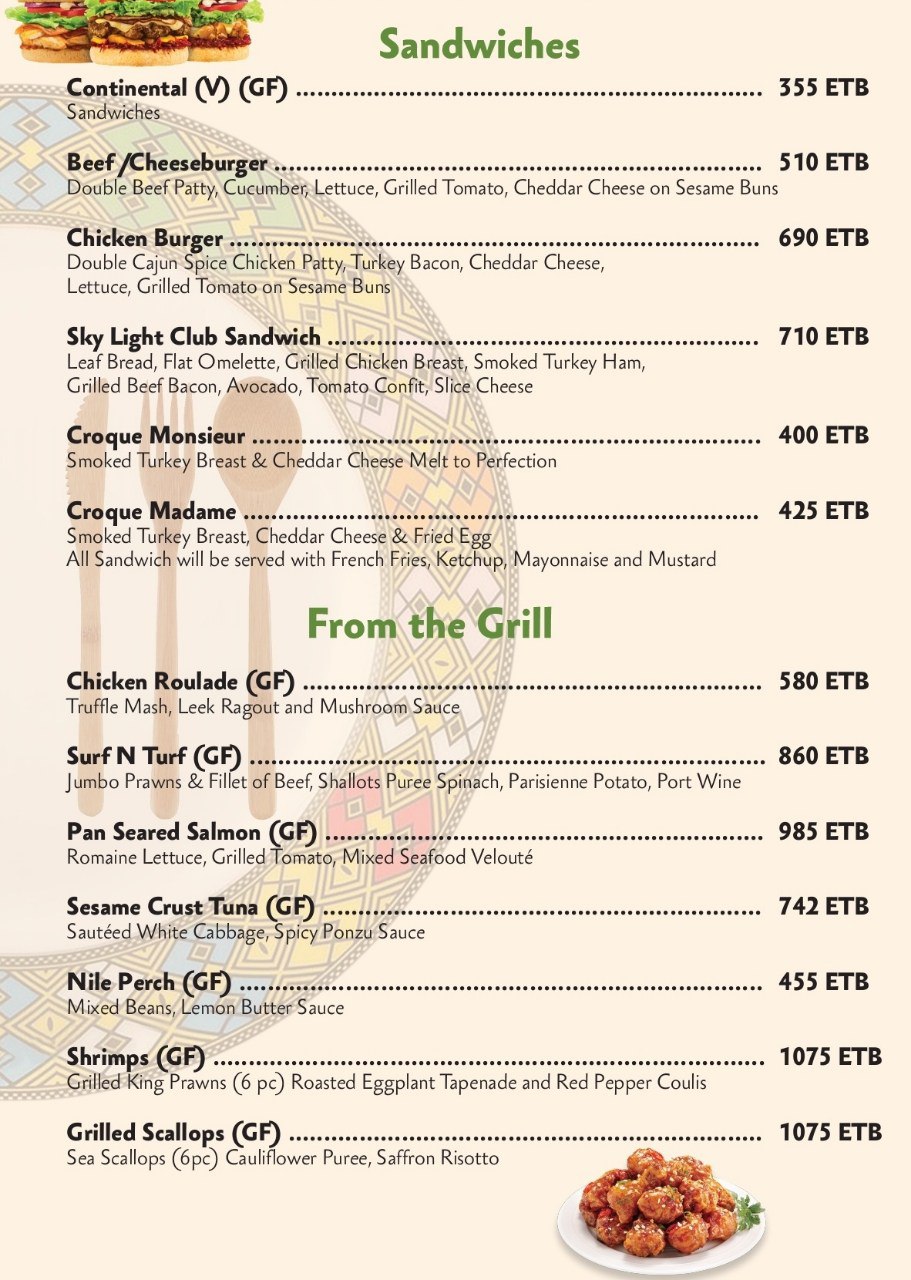 Sandwiches
Continental (V) (GF) ........................................................................ 355 ETB
Sandwiches
Beef /Cheeseburger ........................................................................ 510 ETB
Double Beef Patty, Cucumber, Lettuce, Grilled Tomato, Cheddar Cheese on Sesame Buns
Chicken Burger ........................................................................ 690 ETB
Double Cajun Spice Chicken Patty, Turkey Bacon, Cheddar Cheese,
Lettuce, Grilled Tomato on Sesame Buns
Sky Light Club Sandwich ........................................................................ 710 ETB
Leaf Bread, Flat Omelette, Grilled Chicken Breast, Smoked Turkey Ham,
Grilled Beef Bacon, Avocado, Tomato Confit, Slice Cheese
Croque Monsieur ........................................................................ 400 ETB
Smoked Turkey Breast & Cheddar Cheese Melt to Perfection
Croque Madame ........................................................................ 425 ETB
Smoked Turkey Breast, Cheddar Cheese & Fried Egg
All Sandwich will be served with French Fries, Ketchup, Mayonnaise and Mustard
From the Grill
Chicken Roulade (GF) ........................................................................ 580 ETB
Truffle Mash, Leek Ragout and Mushroom Sauce
Surf N Turf (GF) ........................................................................ 860 ETB
Jumbo Prawns & Fillet of Beef, Shallots Puree Spinach, Parisienne Potato, Port Wine
Pan Seared Salmon (GF) ........................................................................ 985 ETB
Romaine Lettuce, Grilled Tomato, Mixed Seafood Velouté
Sesame Crust Tuna (GF) ........................................................................ 742 ETB
Sautéed White Cabbage, Spicy Ponzu Sauce
Nile Perch (GF) ........................................................................ 455 ETB
Mixed Beans, Lemon Butter Sauce
Shrimps (GF) ........................................................................ 1075 ETB
Grilled King Prawns (6 pc) Roasted Eggplant Tapenade and Red Pepper Coulis
Grilled Scallops (GF) ........................................................................ 1075 ETB
Sea Scallops (6pc) Cauliflower Puree, Saffron Risotto